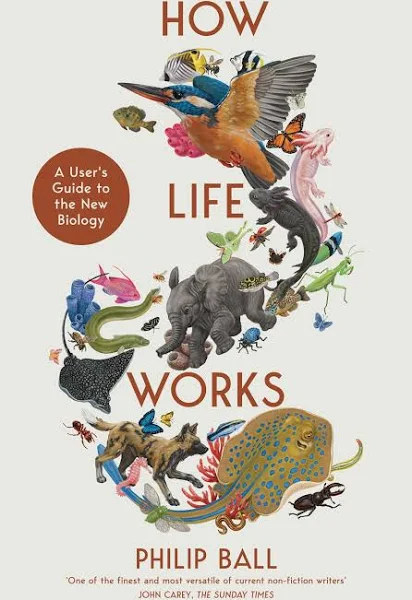 HOW
A User's
Guide to
the New
Biology
LIFE
WORKS
PHILIP BALL
'One of the finest and most versatile of current non-fiction writers'
JOHN CAREY, THE SUNDAY TIMES